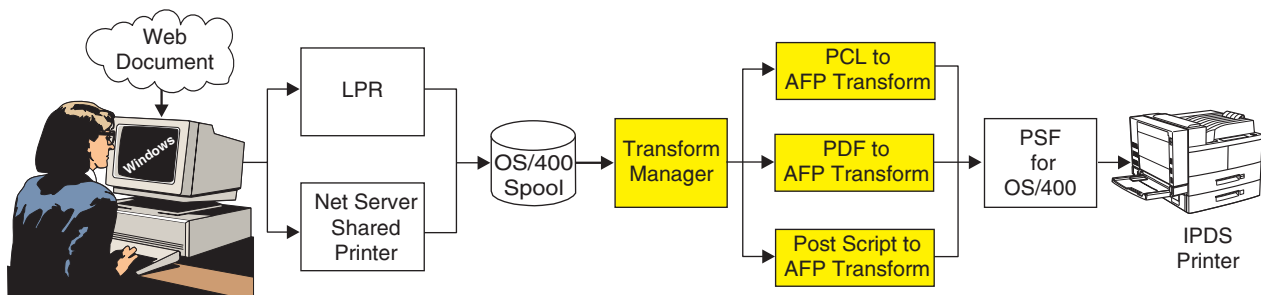 Web
Document
Windows
LPR
Net Server
Shared
Printer
OS/400
Spool
Transform
Manager
PCL to
AFP Transform
PDF to
AFP Transform
Post Script to
AFP Transform
PSF
for
OS/400
IPDS
Printer